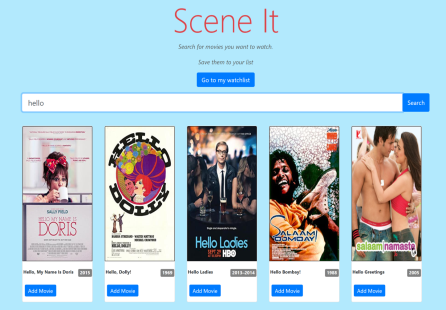 Scene It
Search for movies you want to watch.
Save them to your list
Go to my watchlist
hello
Search
SALLY FIELD
HELLO MY NAME IS
DORIS
HELLO
DOLLY
Hello Ladies
HBO
SALAAM
BOMBAY!
salaam namaste
Hello, My Name Is Doris 2015
Hello, Dolly! 1969
Hello Ladies 2013–2014
Hello Bombay! 1988
Hello Greetings 2005
Add Movie
Add Movie
Add Movie
Add Movie
Add Movie